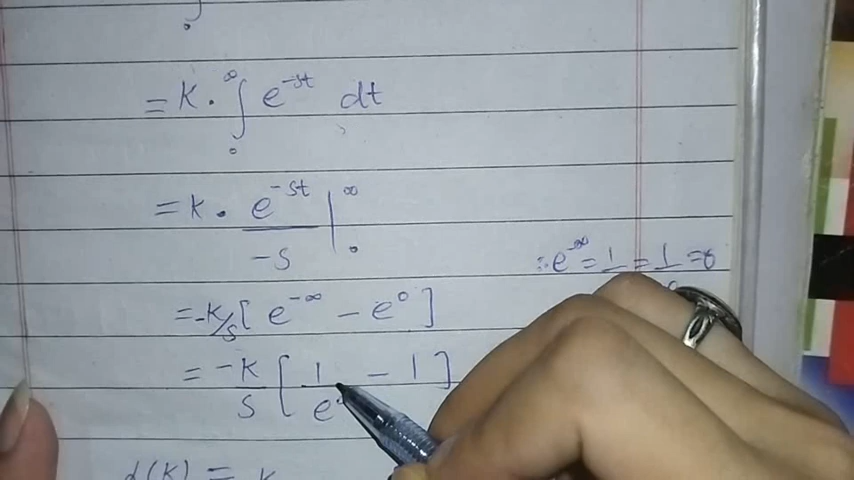 = K · ∫₀^∞ e^{-st} dt
= K · e^{-st}/-s |₀^∞
∴ e^{-∞} = 1/ = 1/ = 0
= -K/s [ e^{-∞} - e^0 ]
= -K/s [ 1/e - 1 ]
L(K) = K